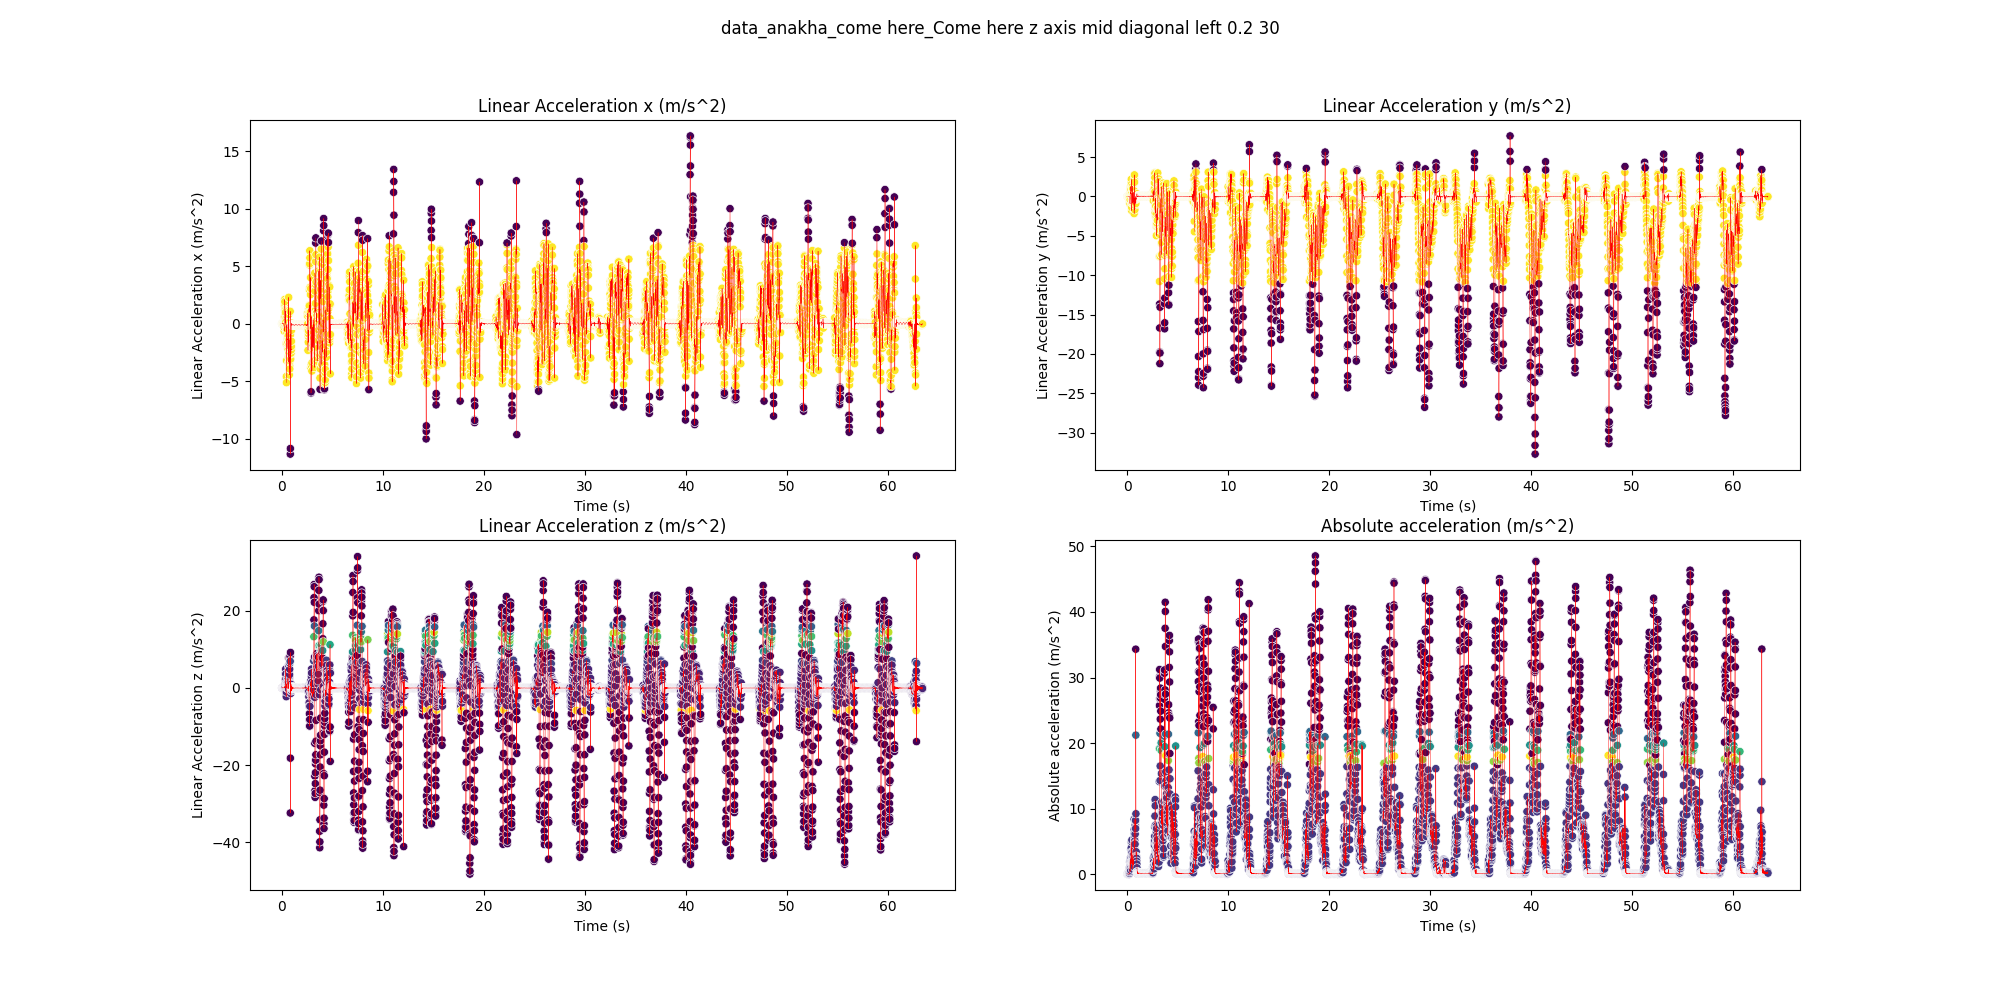 data_anakha_come here_Come here z axis mid diagonal left 0.2 30
Linear Acceleration x (m/s^2)
Linear Acceleration x (m/s^2)
15
10
5
0
−5
−10
0 10 20 30 40 50 60
Time (s)
Linear Acceleration y (m/s^2)
Linear Acceleration y (m/s^2)
5
0
−5
−10
−15
−20
−25
−30
0 10 20 30 40 50 60
Time (s)
Linear Acceleration z (m/s^2)
Linear Acceleration z (m/s^2)
20
0
−20
−40
0 10 20 30 40 50 60
Time (s)
Absolute acceleration (m/s^2)
Absolute acceleration (m/s^2)
50
40
30
20
10
0
0 10 20 30 40 50 60
Time (s)